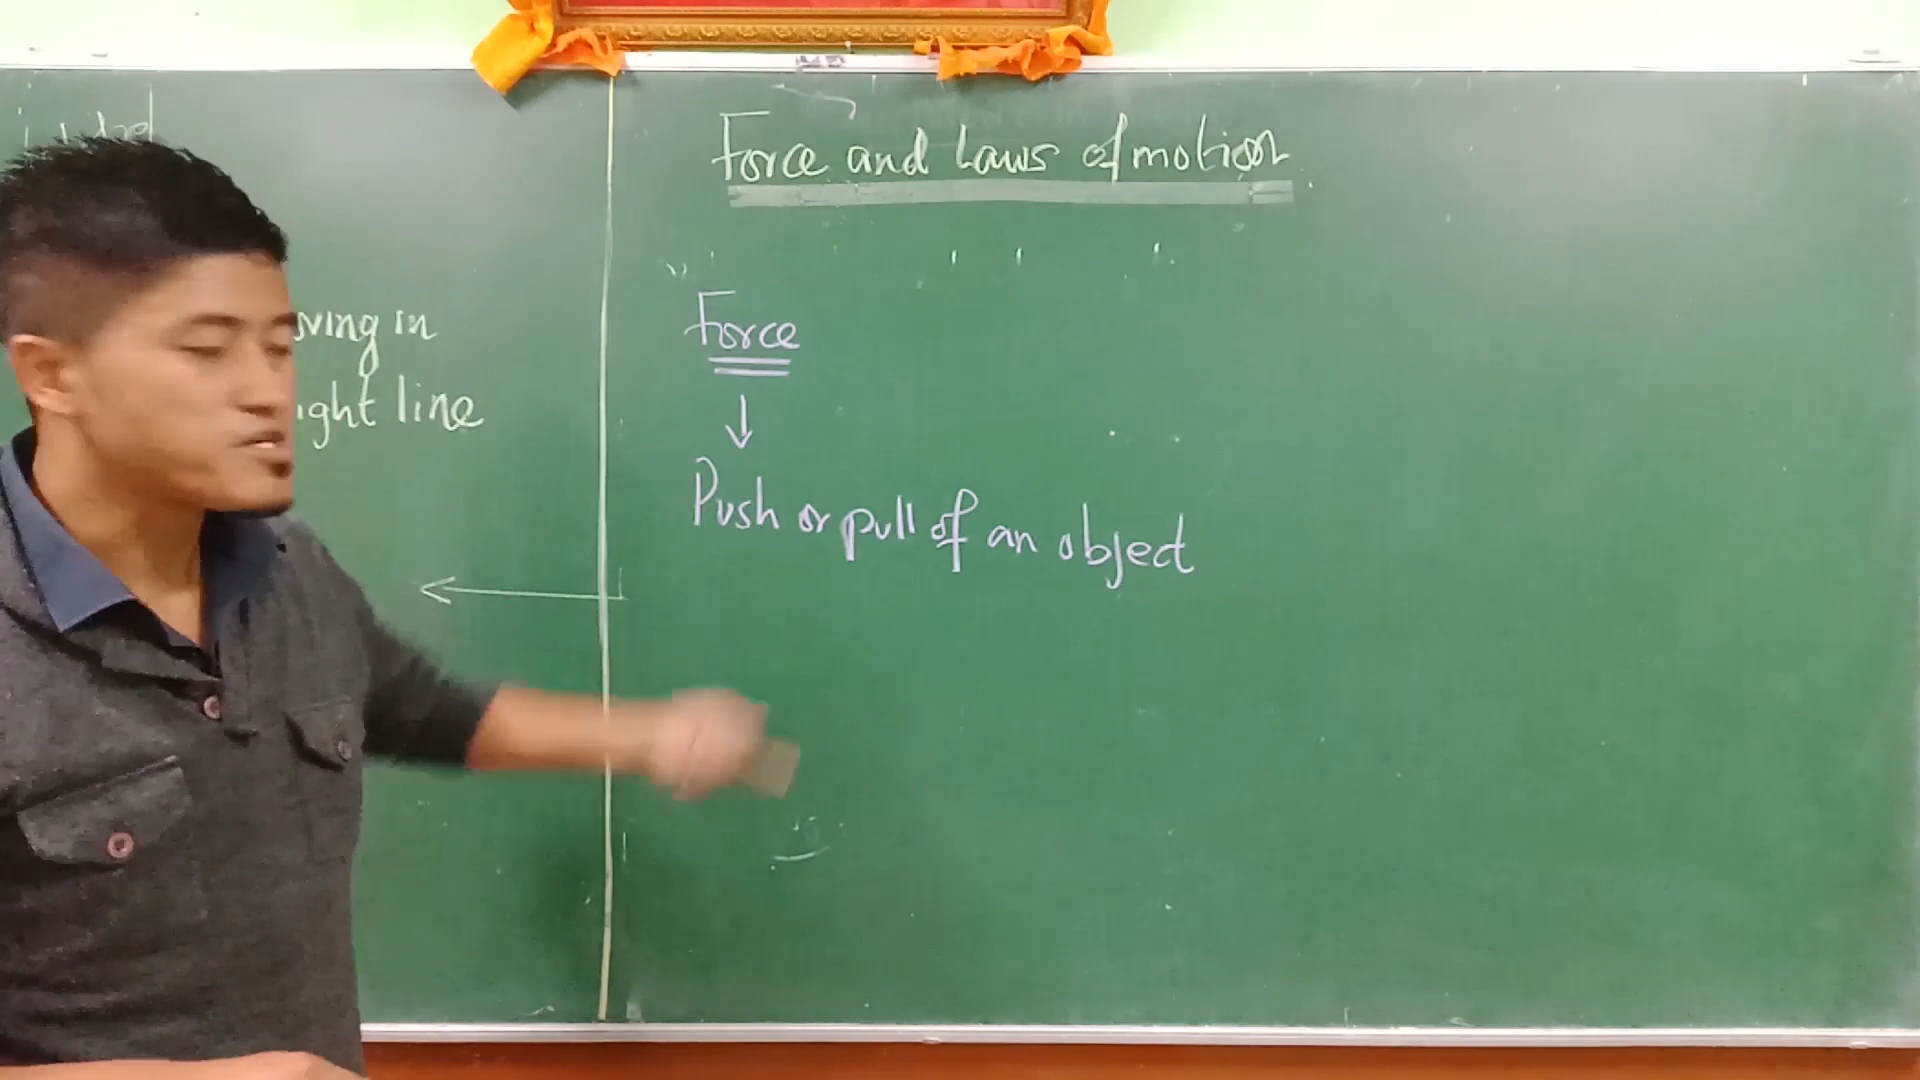 ving in
ight line
Force and Laws of motion
Force
Push or pull of an object